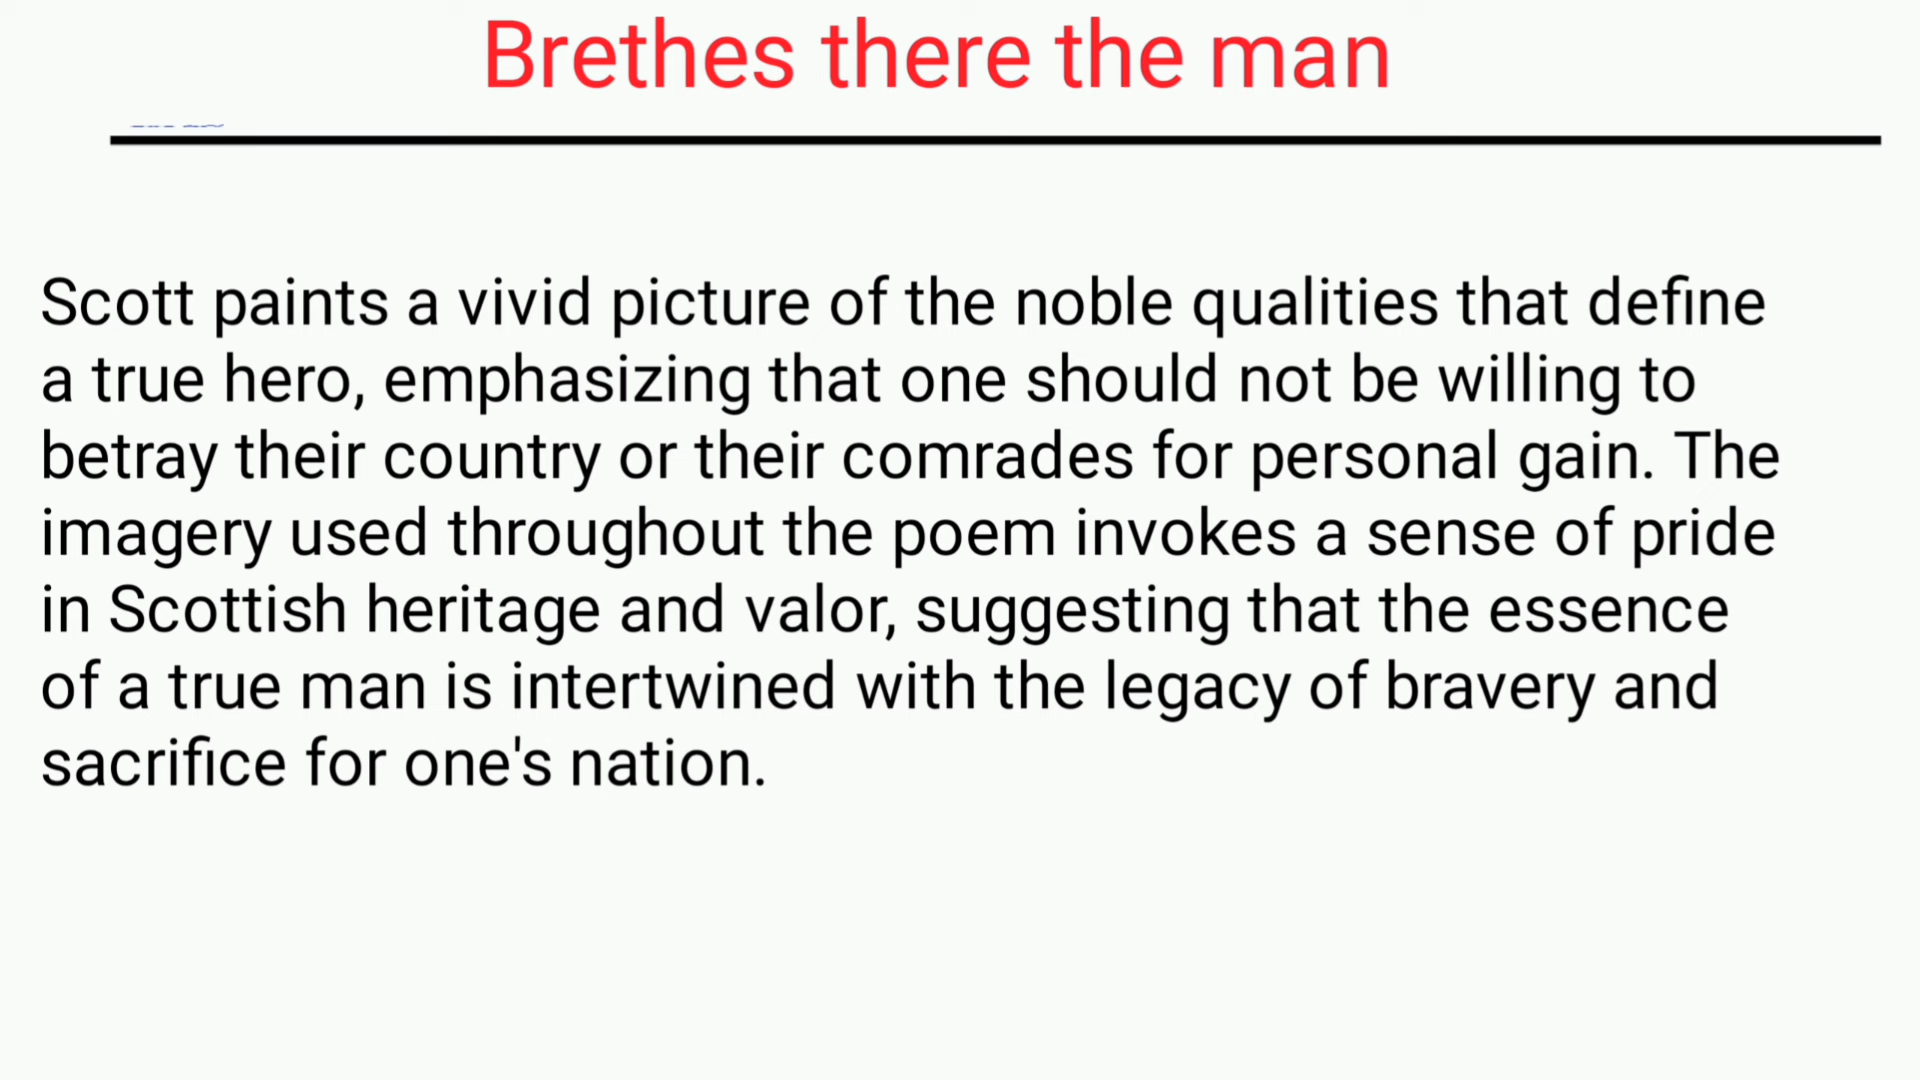 Brethes there the man
Scott paints a vivid picture of the noble qualities that define
a true hero, emphasizing that one should not be willing to
betray their country or their comrades for personal gain. The
imagery used throughout the poem invokes a sense of pride
in Scottish heritage and valor, suggesting that the essence
of a true man is intertwined with the legacy of bravery and
sacrifice for one's nation.